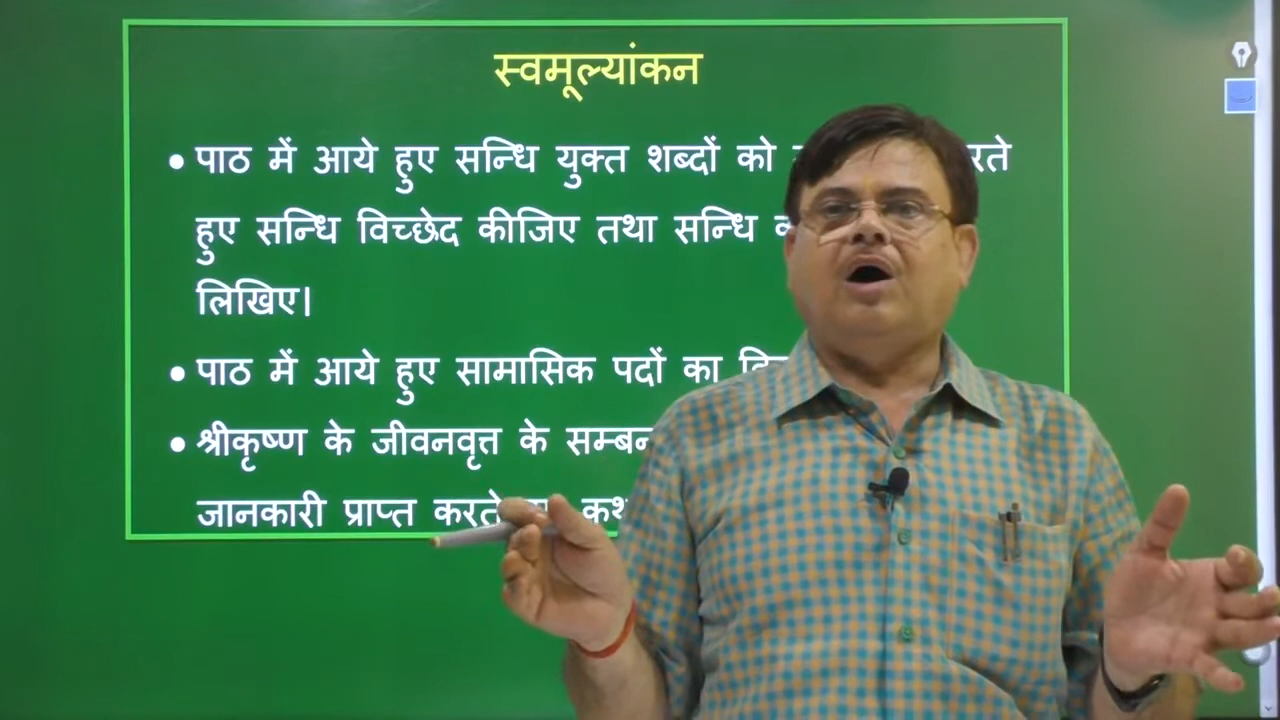 स्वमूल्यांकन
• पाठ में आये हुए सन्धि युक्त शब्दों को
हुए सन्धि विच्छेद कीजिए तथा सन्धि
लिखिए।
• पाठ में आये हुए सामासिक पदों का
• श्रीकृष्ण के जीवनवृत्त के
जानकारी प्राप्त